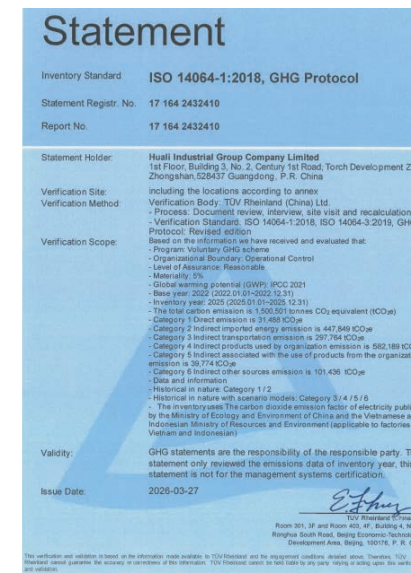 Statement
Inventory Standard ISO 14064-1:2018, GHG Protocol
Statement Registr. No. 17 164 2432410
Report No. 17 164 2432410
Statement Holder: Huali Industrial Group Company Limited
1st Floor, Building 3, No. 2, Century 1st Road, Torch Development Z
Zhongshan,528437 Guangdong, P.R. China
Verification Site: including the locations according to annex
Verification Method: Verification Body: TÜV Rheinland (China) Ltd.
- Process: Document review, interview, site visit and recalculation
- Verification Standard: ISO 14064-1:2018, ISO 14064-3:2019, GH
Protocol: Revised edition
Verification Scope: Based on the information we have received and evaluated that:
- Program: Voluntary GHG scheme
- Organizational Boundary: Operational Control
- Level of Assurance: Reasonable
- Materiality: 5%
- Global warming potential (GWP): IPCC 2021
- Base year: 2022 (2022.01.01~2022.12.31)
- Inventory year: 2025 (2025.01.01~2025.12.31)
- The total carbon emission is 1,500,501 tonnes CO₂ equivalent (tCO₂e)
- Category 1 Direct emission is 31,488 tCO₂e
- Category 2 Indirect imported energy emission is 447,849 tCO₂e
- Category 3 Indirect transportation emission is 297,764 tCO₂e
- Category 4 Indirect products used by organization emission is 582,189 tCO
- Category 5 Indirect associated with the use of products from the organizat
emission is 39,774 tCO₂e
- Category 6 Indirect other sources emission is 101,436 tCO₂e
- Data and information
- Historical in nature: Category 1 / 2
- Historical in nature with scenario models: Category 3 / 4 / 5 / 6
- The inventory uses The carbon dioxide emission factor of electricity publi
by the Ministry of Ecology and Environment of China and the Vietnamese a
Indonesian Ministry of Resources and Environment (applicable to factories
Vietnam and Indonesian)
Validity: GHG statements are the responsibility of the responsible party. T
statement only reviewed the emissions data of inventory year, this
statement is not for the management systems certification.
Issue Date: 2026-03-27
TÜV Rheinland (China
Room 301, 3F and Room 403, 4F, Building 4, N
Ronghua South Road, Beijing Economic-Technolo
Development Area, Beijing, 100176, P. R. C
This verification and validation is based on the information made available to TÜV Rheinland and the engagement conditions detailed above. Therefore, TÜV
Rheinland cannot guarantee the accuracy or correctness of this information. TÜV Rheinland cannot be held liable by any party relying or acting upon this verifi
and validation.